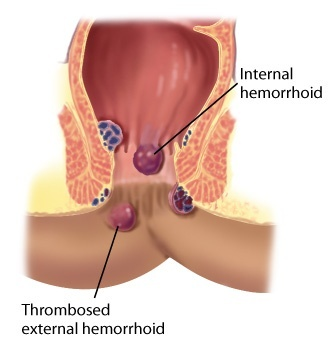 Internal
hemorrhoid
Thrombosed
external hemorrhoid